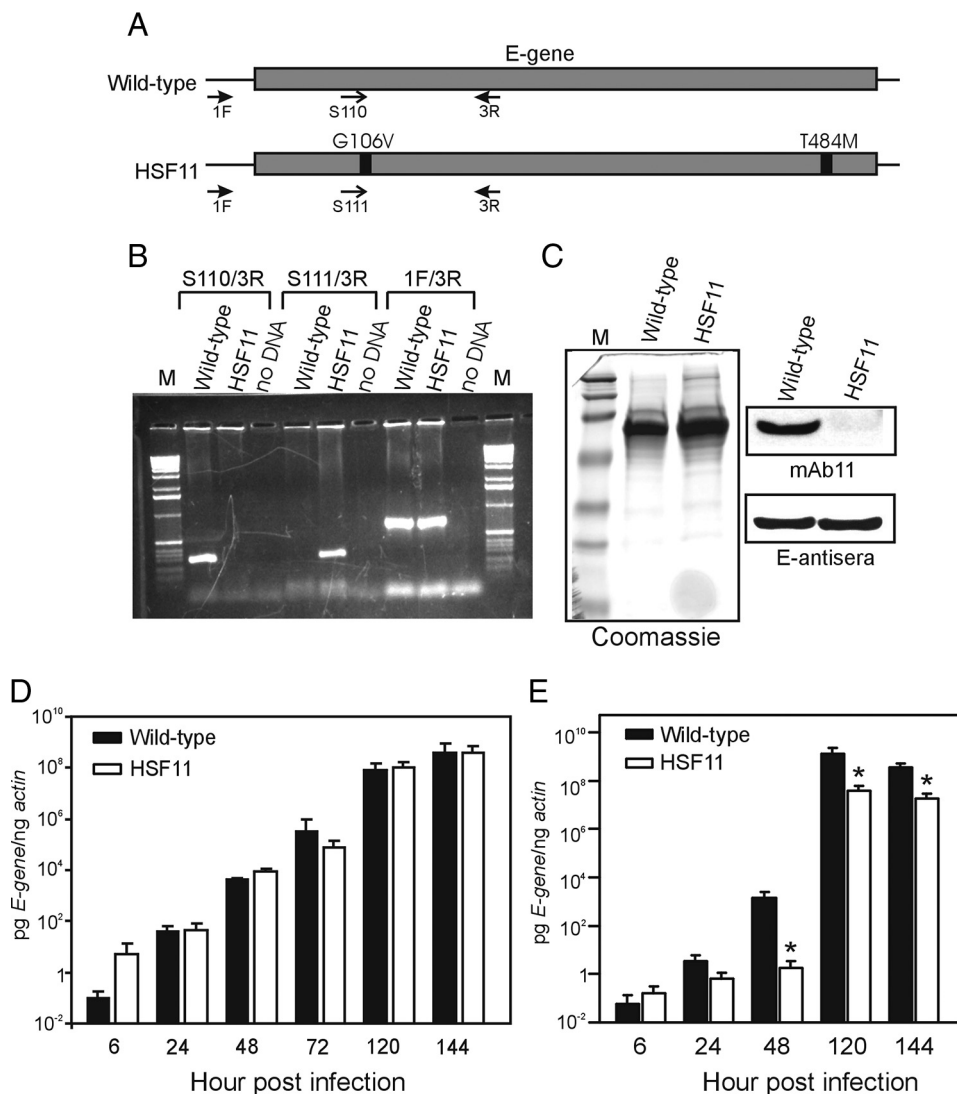 A
E-gene
Wild-type
1F
S110
3R
G106V
T484M
HSF11
1F
S111
3R
B
S110/3R
S111/3R
1F/3R
M
Wild-type
HSF11
no DNA
Wild-type
HSF11
no DNA
Wild-type
HSF11
no DNA
M
C
M
Wild-type
HSF11
Coomassie
Wild-type
HSF11
mAb11
E-antisera
D
Wild-type
HSF11
pg E-gene/ng actin
10^10
10^8
10^6
10^4
10^2
1
10^-2
6 24 48 72 120 144
Hour post infection
E
Wild-type
HSF11
pg E-gene/ng actin
10^10
10^8
10^6
10^4
10^2
1
10^-2
* * *
6 24 48 120 144
Hour post infection